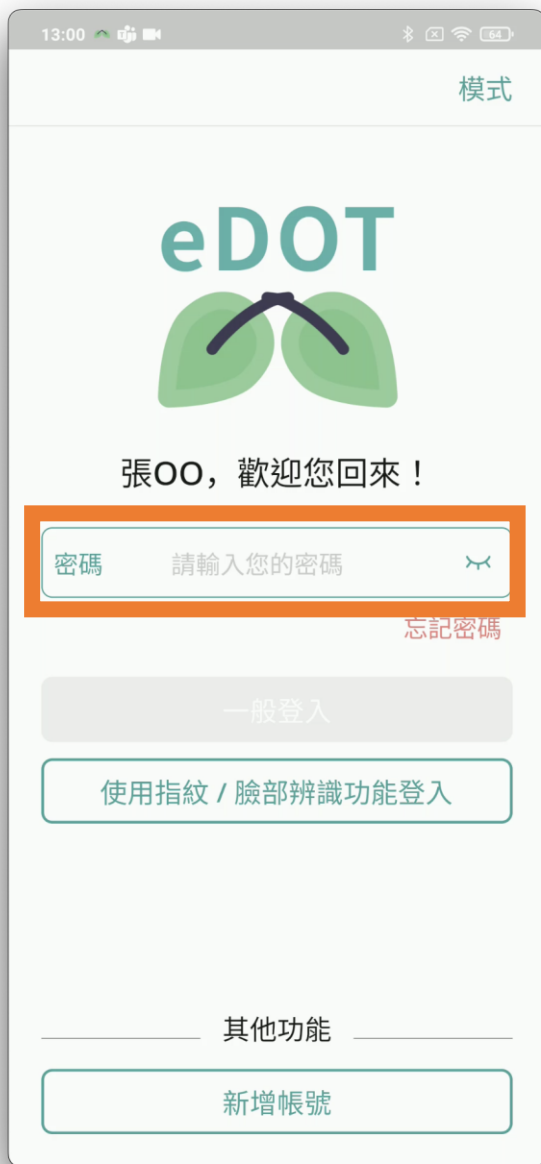 13:00
64
模式
eDOT
張OO，歡迎您回來！
密碼 請輸入您的密碼
忘記密碼
一般登入
使用指紋 / 臉部辨識功能登入
其他功能
新增帳號